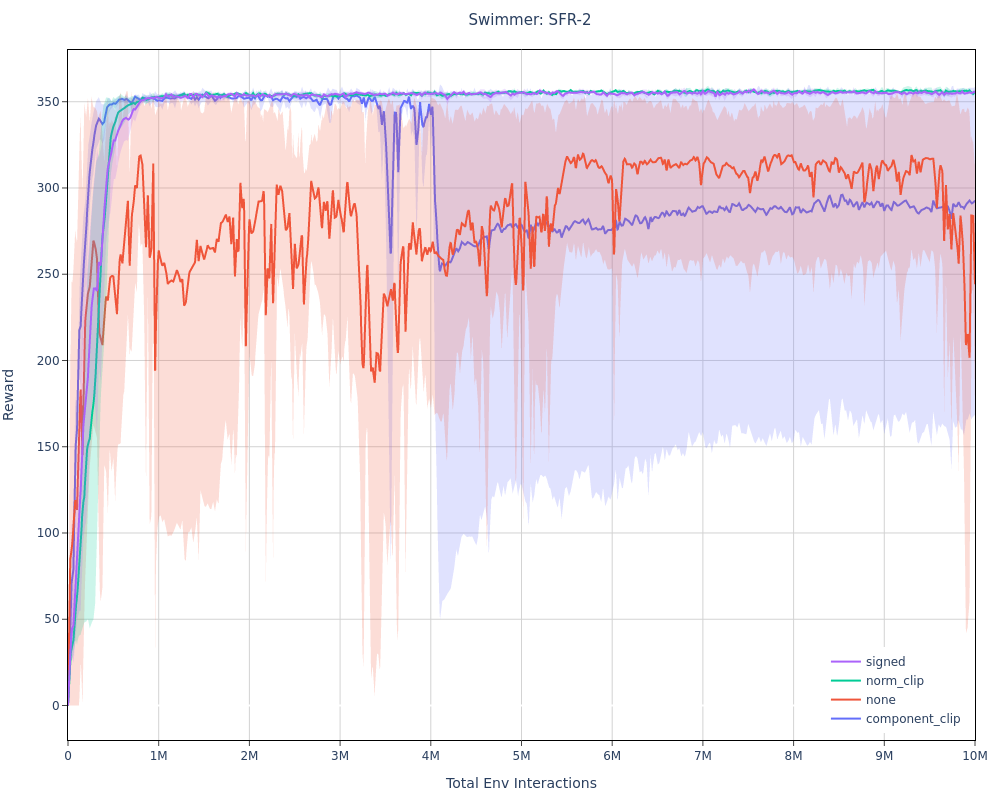 Swimmer: SFR-2
350
300
250
200
150
100
50
0
Reward
signed
norm_clip
none
component_clip
0 1M 2M 3M 4M 5M 6M 7M 8M 9M 10M
Total Env Interactions